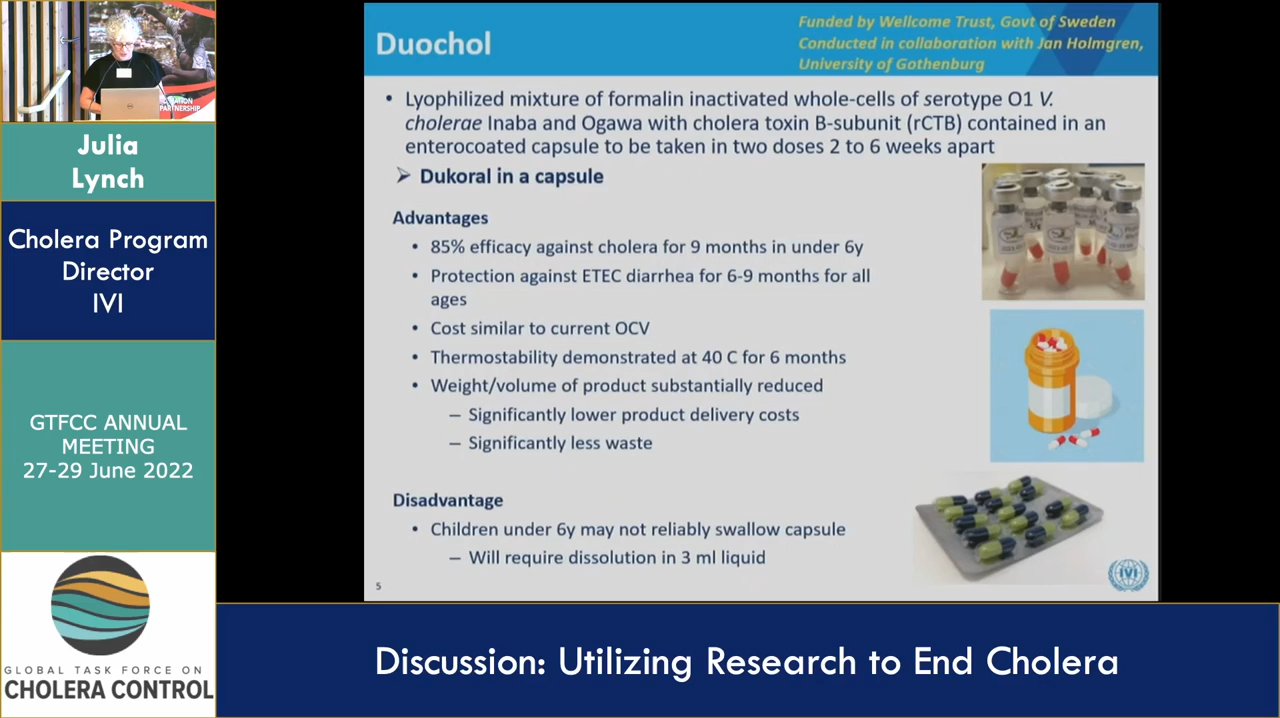 Julia
Lynch
Cholera Program
Director
IVI
GTFCC ANNUAL
MEETING
27-29 June 2022
GLOBAL TASK FORCE ON
CHOLERA CONTROL
Duochol
Funded by Wellcome Trust, Govt of Sweden
Conducted in collaboration with Jan Holmgren,
University of Gothenburg
• Lyophilized mixture of formalin inactivated whole-cells of serotype O1 V.
cholerae Inaba and Ogawa with cholera toxin B-subunit (rCTB) contained in an
enterocoated capsule to be taken in two doses 2 to 6 weeks apart
➢ Dukoral in a capsule
Advantages
• 85% efficacy against cholera for 9 months in under 6y
• Protection against ETEC diarrhea for 6-9 months for all
ages
• Cost similar to current OCV
• Thermostability demonstrated at 40 C for 6 months
• Weight/volume of product substantially reduced
– Significantly lower product delivery costs
– Significantly less waste
Disadvantage
• Children under 6y may not reliably swallow capsule
– Will require dissolution in 3 ml liquid
5
IVI
Discussion: Utilizing Research to End Cholera